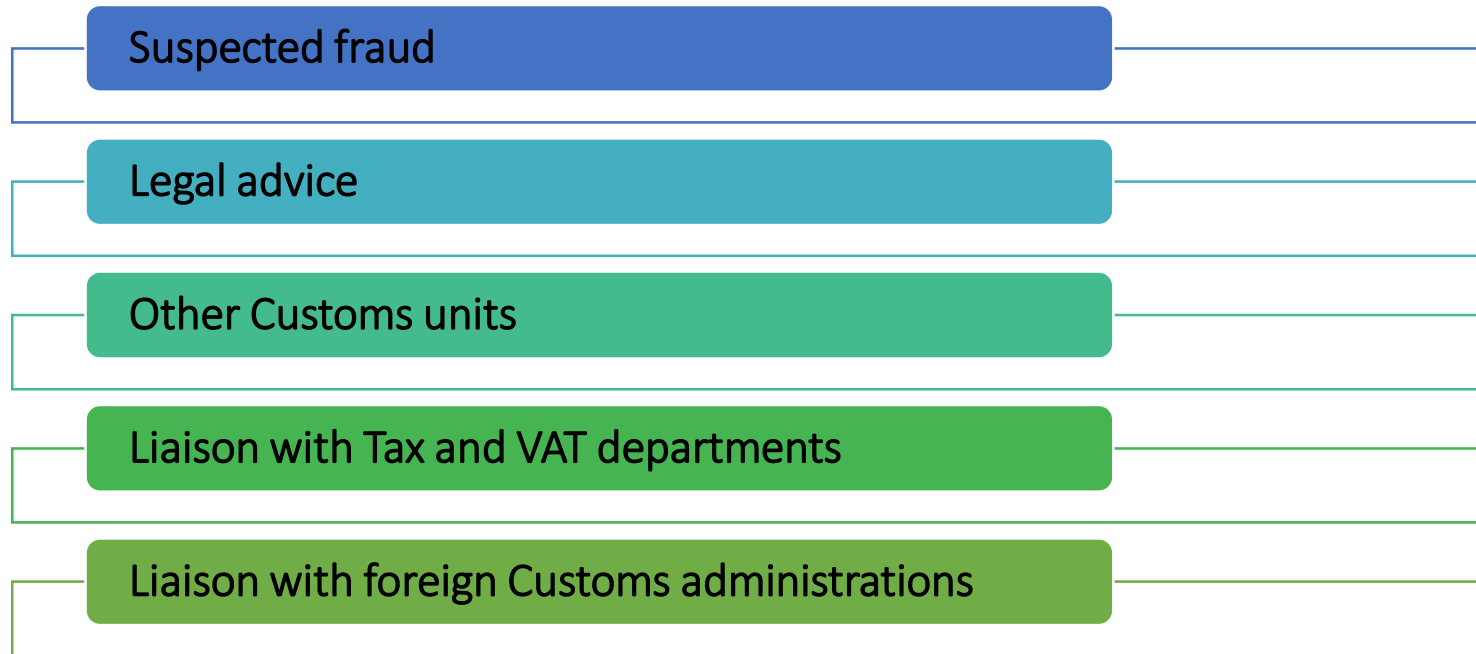 Suspected fraud
Legal advice
Other Customs units
Liaison with Tax and VAT departments
Liaison with foreign Customs administrations